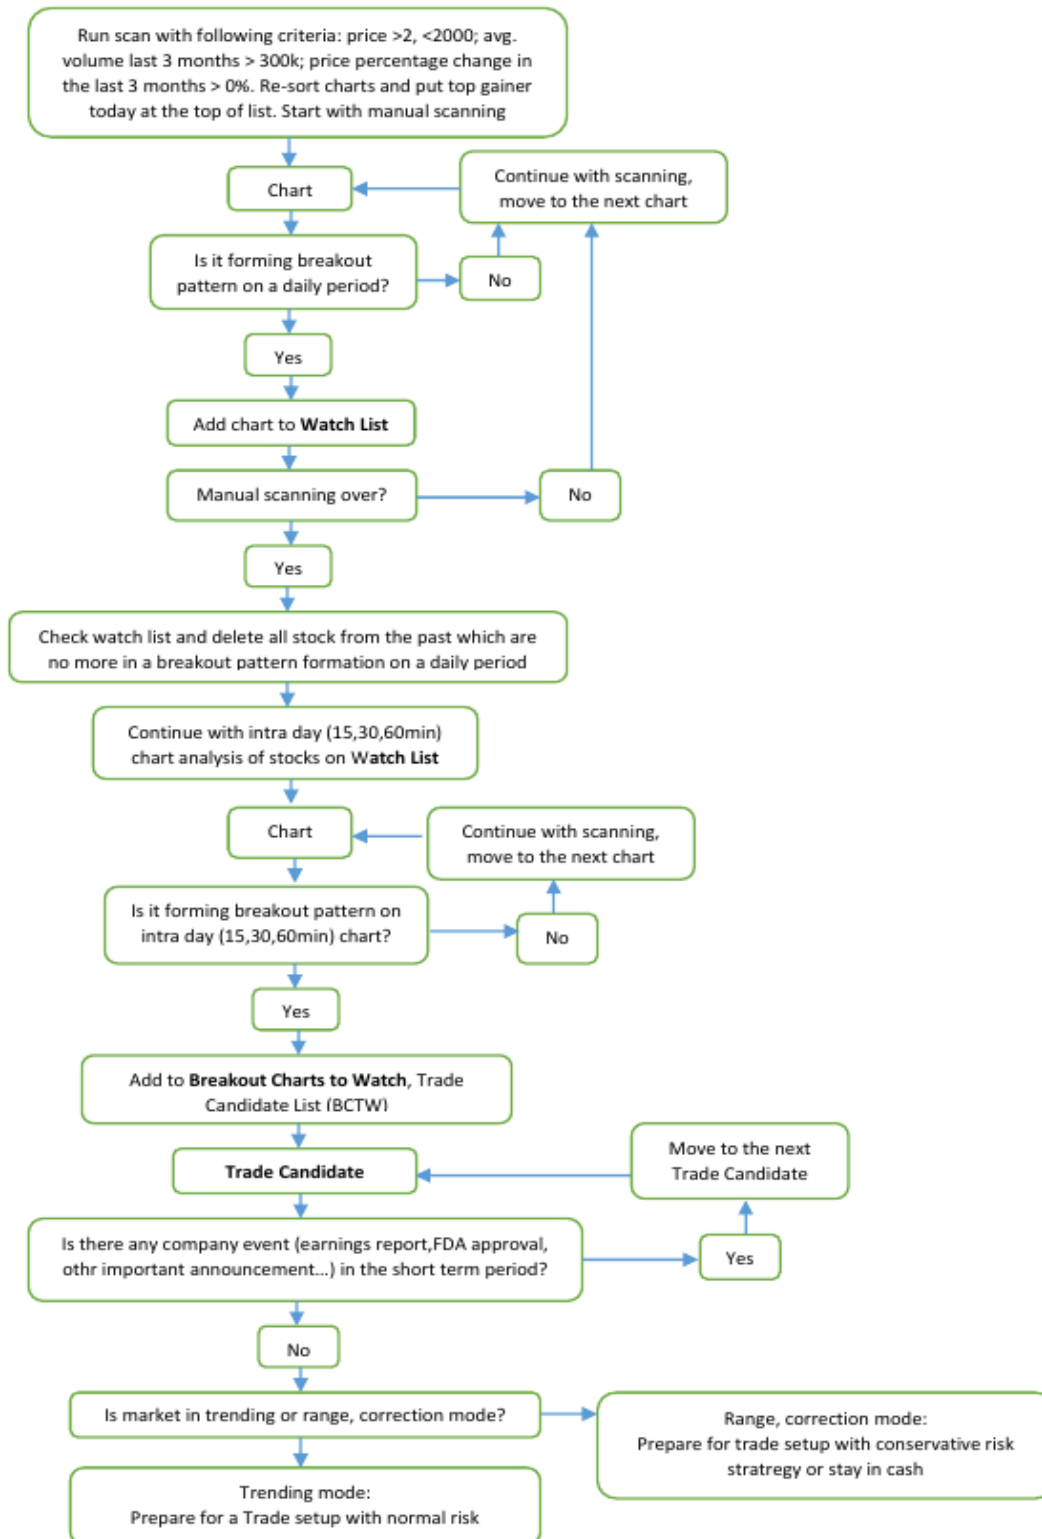 Run scan with following criteria: price >2, <2000; avg.
volume last 3 months > 300k; price percentage change in
the last 3 months > 0%. Re-sort charts and put top gainer
today at the top of list. Start with manual scanning
Chart
Continue with scanning,
move to the next chart
Is it forming breakout
pattern on a daily period?
No
Yes
Add chart to Watch List
Manual scanning over?
No
Yes
Check watch list and delete all stock from the past which are
no more in a breakout pattern formation on a daily period
Continue with intra day (15,30,60min)
chart analysis of stocks on Watch List
Chart
Continue with scanning,
move to the next chart
Is it forming breakout pattern on
intra day (15,30,60min) chart?
No
Yes
Add to Breakout Charts to Watch, Trade
Candidate List (BCTW)
Trade Candidate
Move to the next
Trade Candidate
Is there any company event (earnings report,FDA approval,
othr important announcement...) in the short term period?
Yes
No
Is market in trending or range, correction mode?
Range, correction mode:
Prepare for trade setup with conservative risk
stratregy or stay in cash
Trending mode:
Prepare for a Trade setup with normal risk